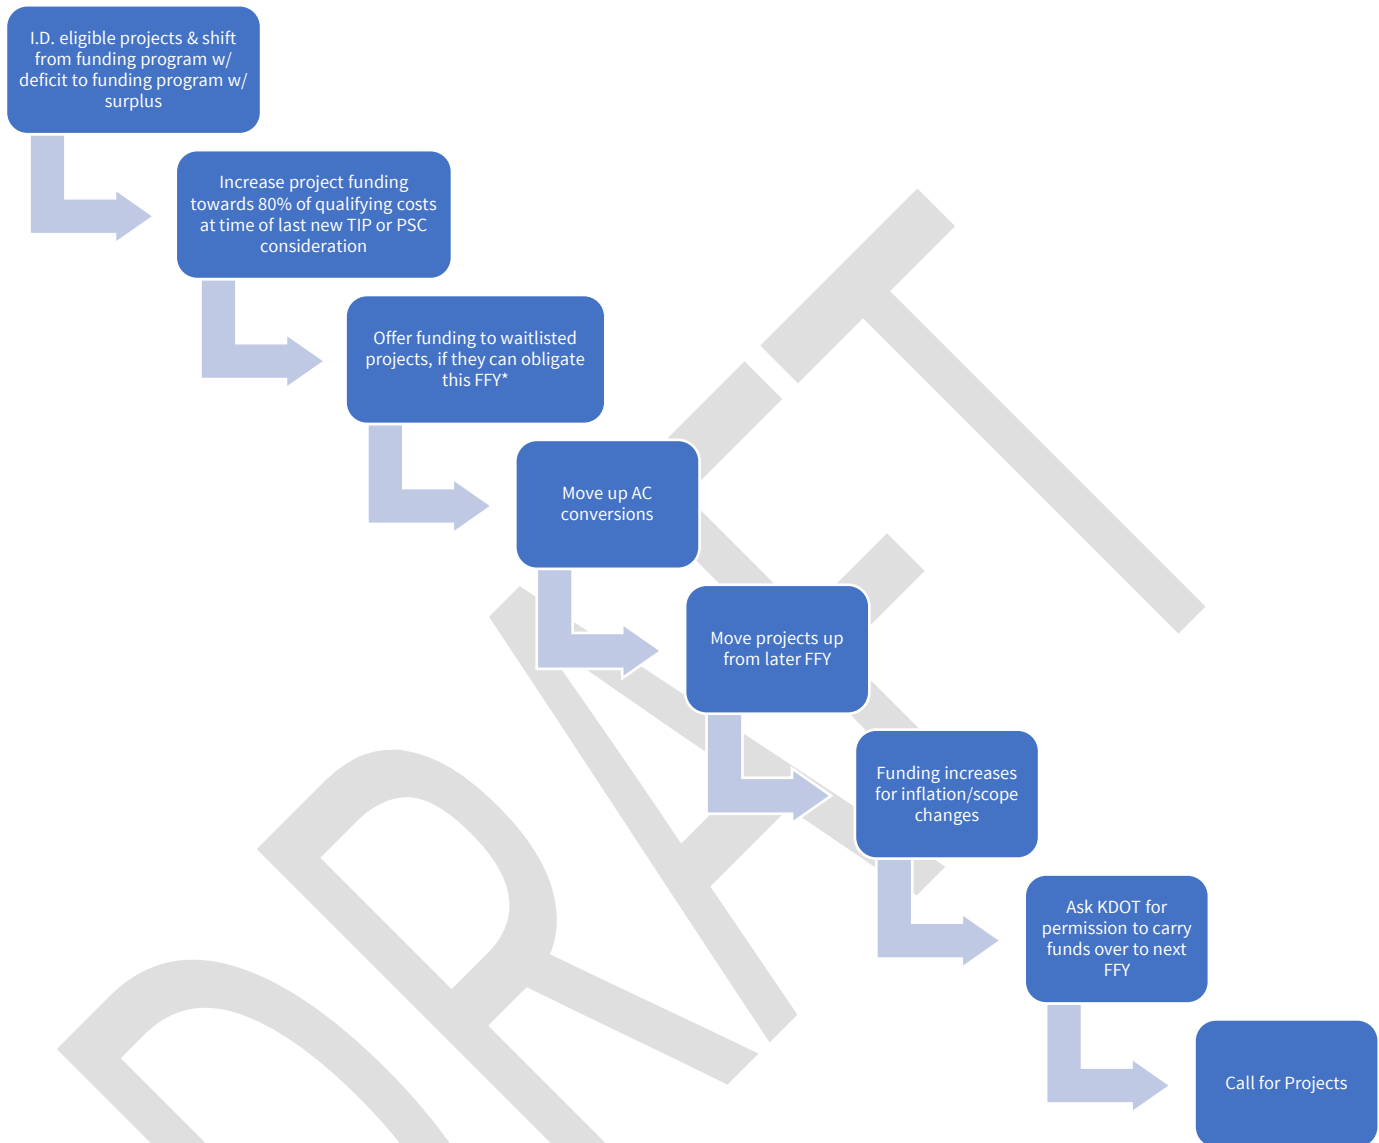 I.D. eligible projects & shift
from funding program w/
deficit to funding program w/
surplus
Increase project funding
towards 80% of qualifying costs
at time of last new TIP or PSC
consideration
Offer funding to waitlisted
projects, if they can obligate
this FFY*
Move up AC
conversions
Move projects up
from later FFY
Funding increases
for inflation/scope
changes
Ask KDOT for
permission to carry
funds over to next
FFY
Call for Projects
DRAFT